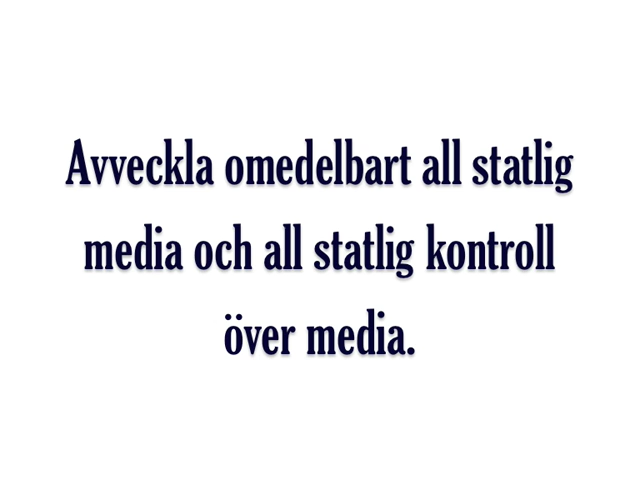 Avveckla omedelbart all statlig
media och all statlig kontroll
över media.